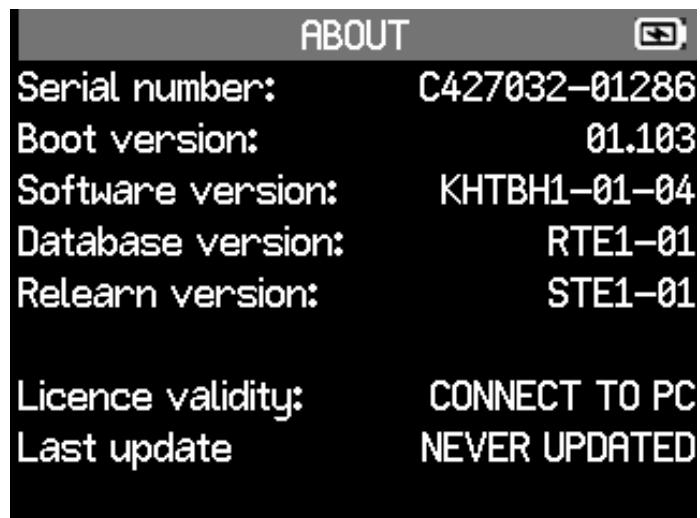 ABOUT
Serial number: C427032-01286
Boot version: 01.103
Software version: KHTBH1-01-04
Database version: RTE1-01
Relearn version: STE1-01
Licence validity: CONNECT TO PC
Last update NEVER UPDATED